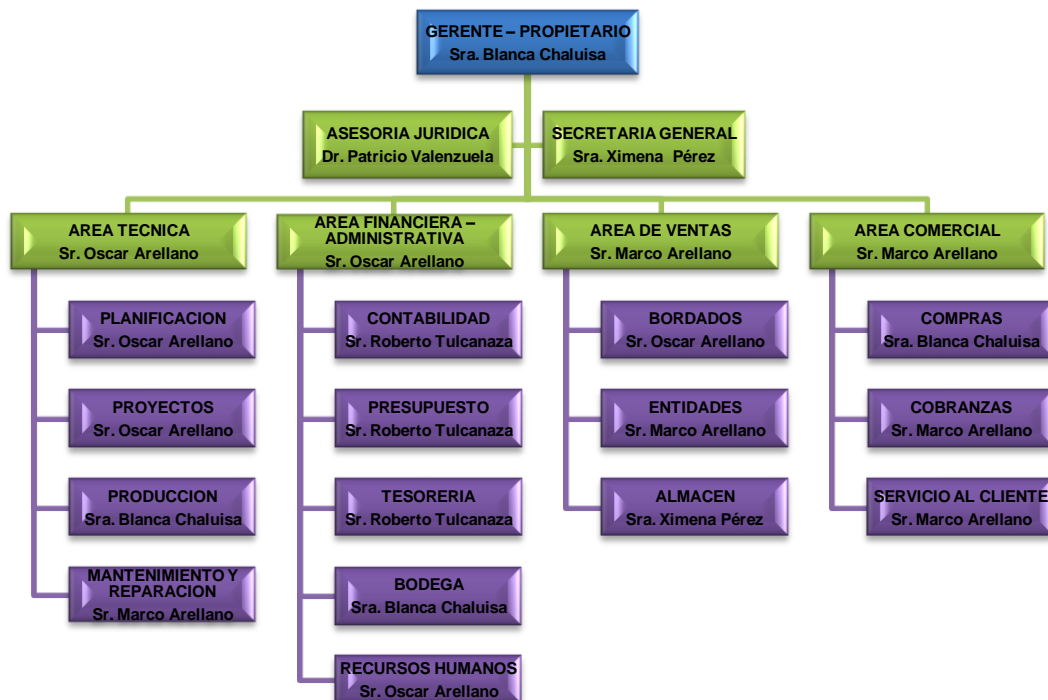 GERENTE – PROPIETARIO
Sra. Blanca Chaluisa
ASESORIA JURIDICA
Dr. Patricio Valenzuela
SECRETARIA GENERAL
Sra. Ximena Pérez
AREA TECNICA
Sr. Oscar Arellano
AREA FINANCIERA –
ADMINISTRATIVA
Sr. Oscar Arellano
AREA DE VENTAS
Sr. Marco Arellano
AREA COMERCIAL
Sr. Marco Arellano
PLANIFICACION
Sr. Oscar Arellano
PROYECTOS
Sr. Oscar Arellano
PRODUCCION
Sra. Blanca Chaluisa
MANTENIMIENTO Y
REPARACION
Sr. Marco Arellano
CONTABILIDAD
Sr. Roberto Tulcanaza
PRESUPUESTO
Sr. Roberto Tulcanaza
TESORERIA
Sr. Roberto Tulcanaza
BODEGA
Sra. Blanca Chaluisa
RECURSOS HUMANOS
Sr. Oscar Arellano
BORDADOS
Sr. Oscar Arellano
ENTIDADES
Sr. Marco Arellano
ALMACEN
Sra. Ximena Pérez
COMPRAS
Sra. Blanca Chaluisa
COBRANZAS
Sr. Marco Arellano
SERVICIO AL CLIENTE
Sr. Marco Arellano